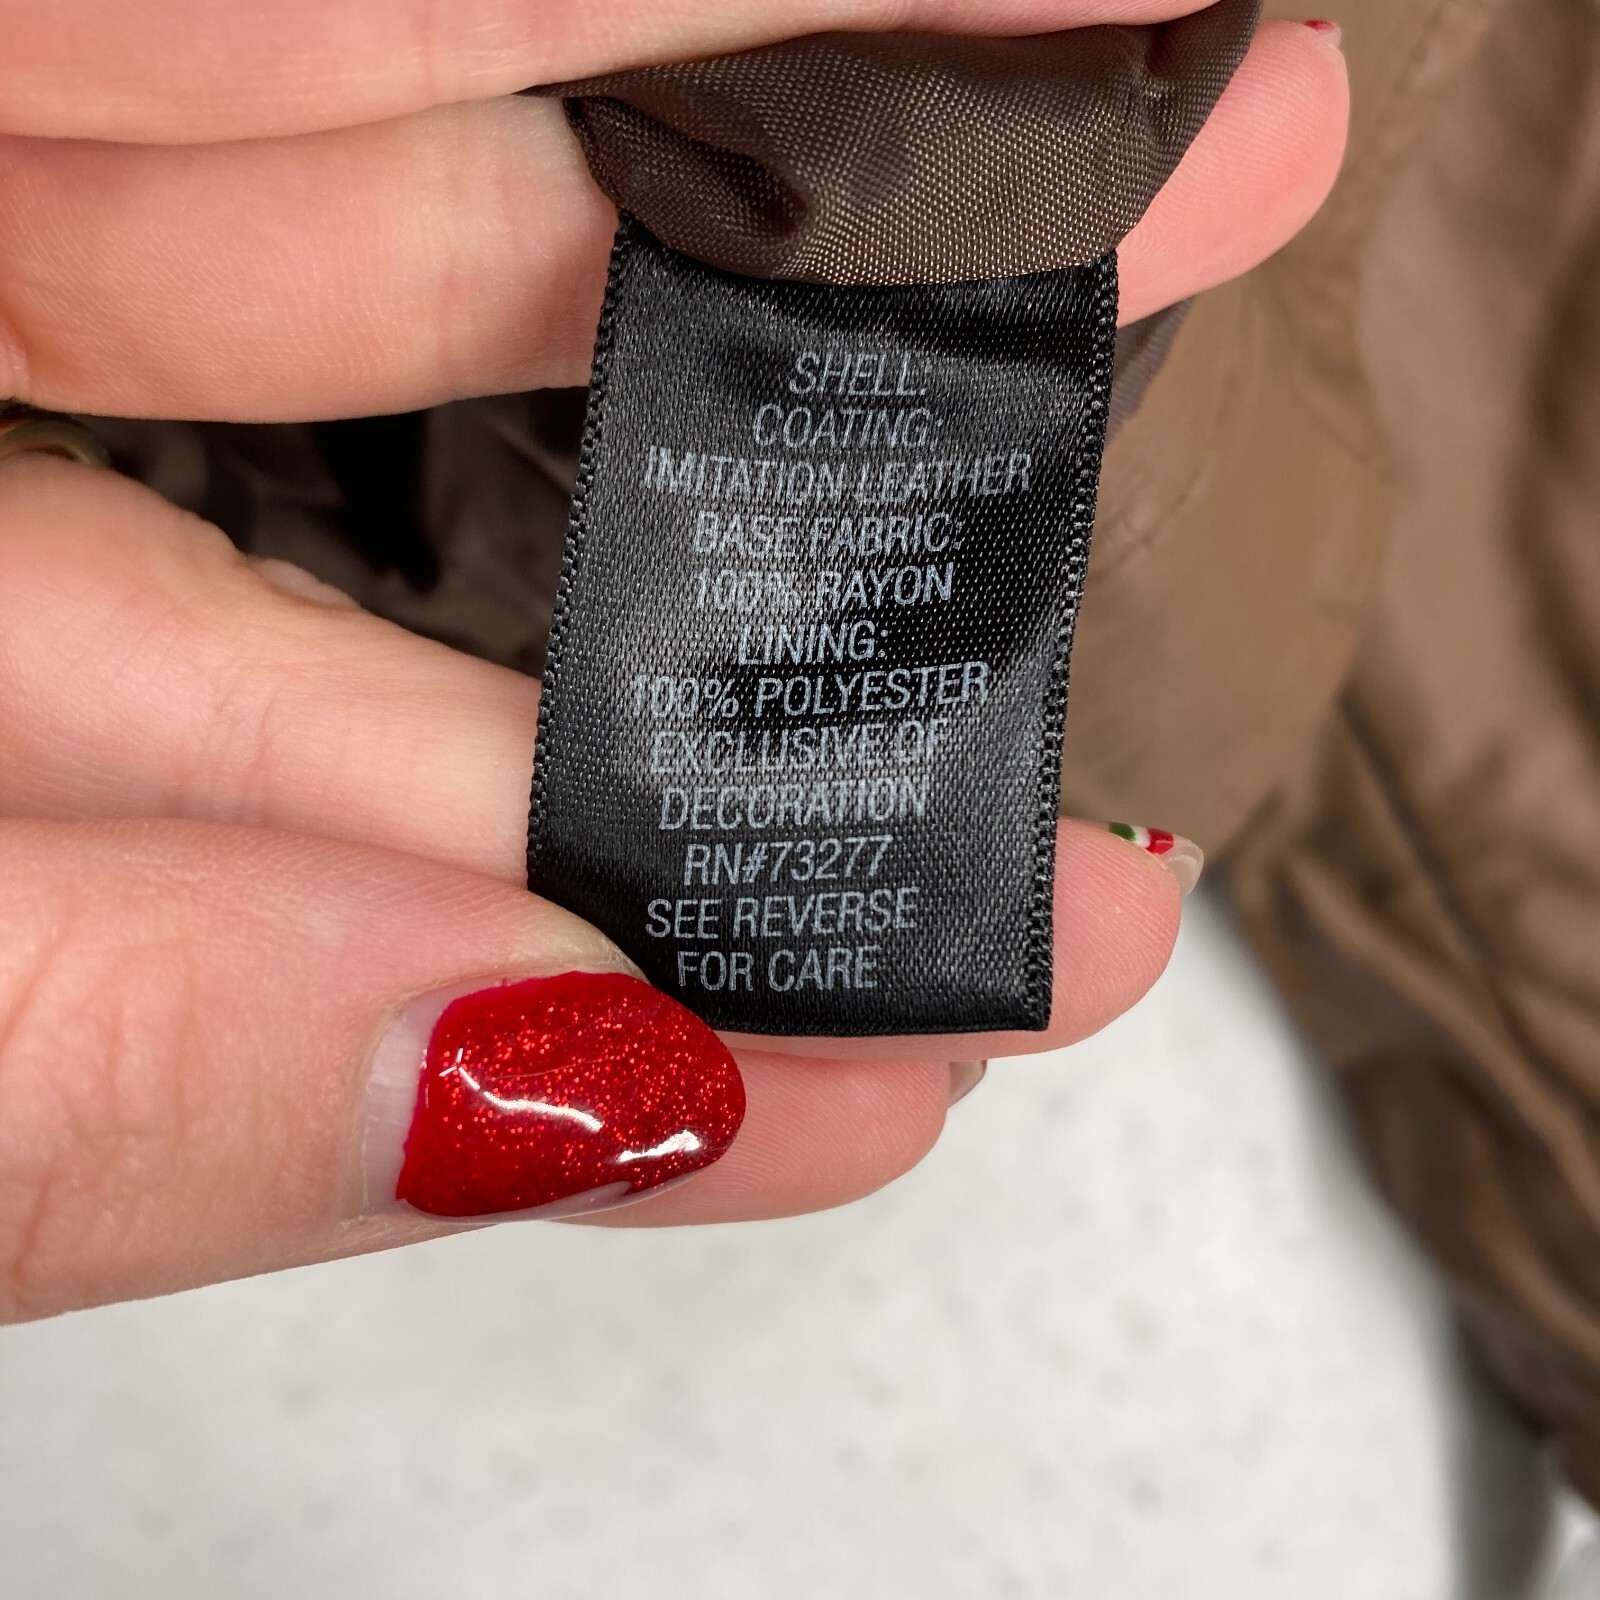 SHELL:
COATING:
IMITATION LEATHER
BASE FABRIC:
100% RAYON
LINING:
100% POLYESTER
EXCLUSIVE OF
DECORATION
RN#73277
SEE REVERSE
FOR CARE